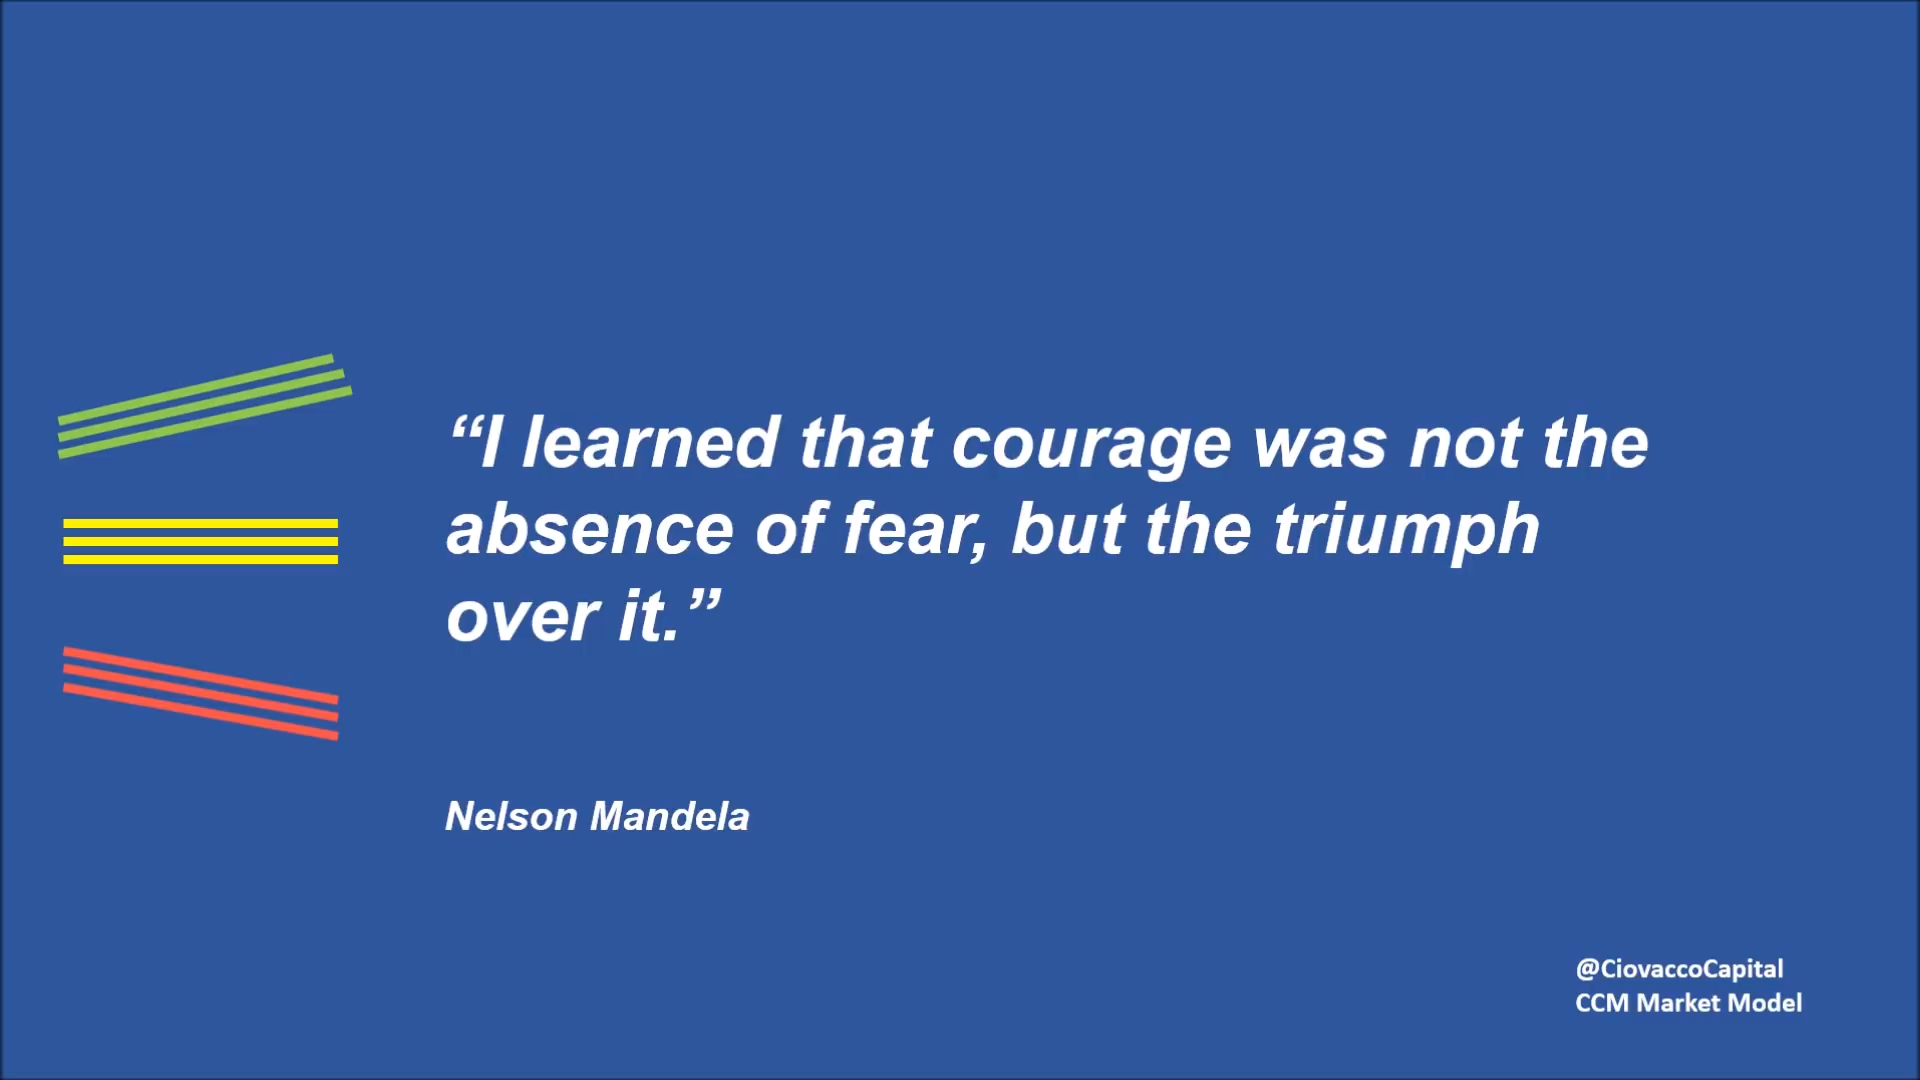 “I learned that courage was not the
absence of fear, but the triumph
over it.”
Nelson Mandela
@CiovaccoCapital
CCM Market Model